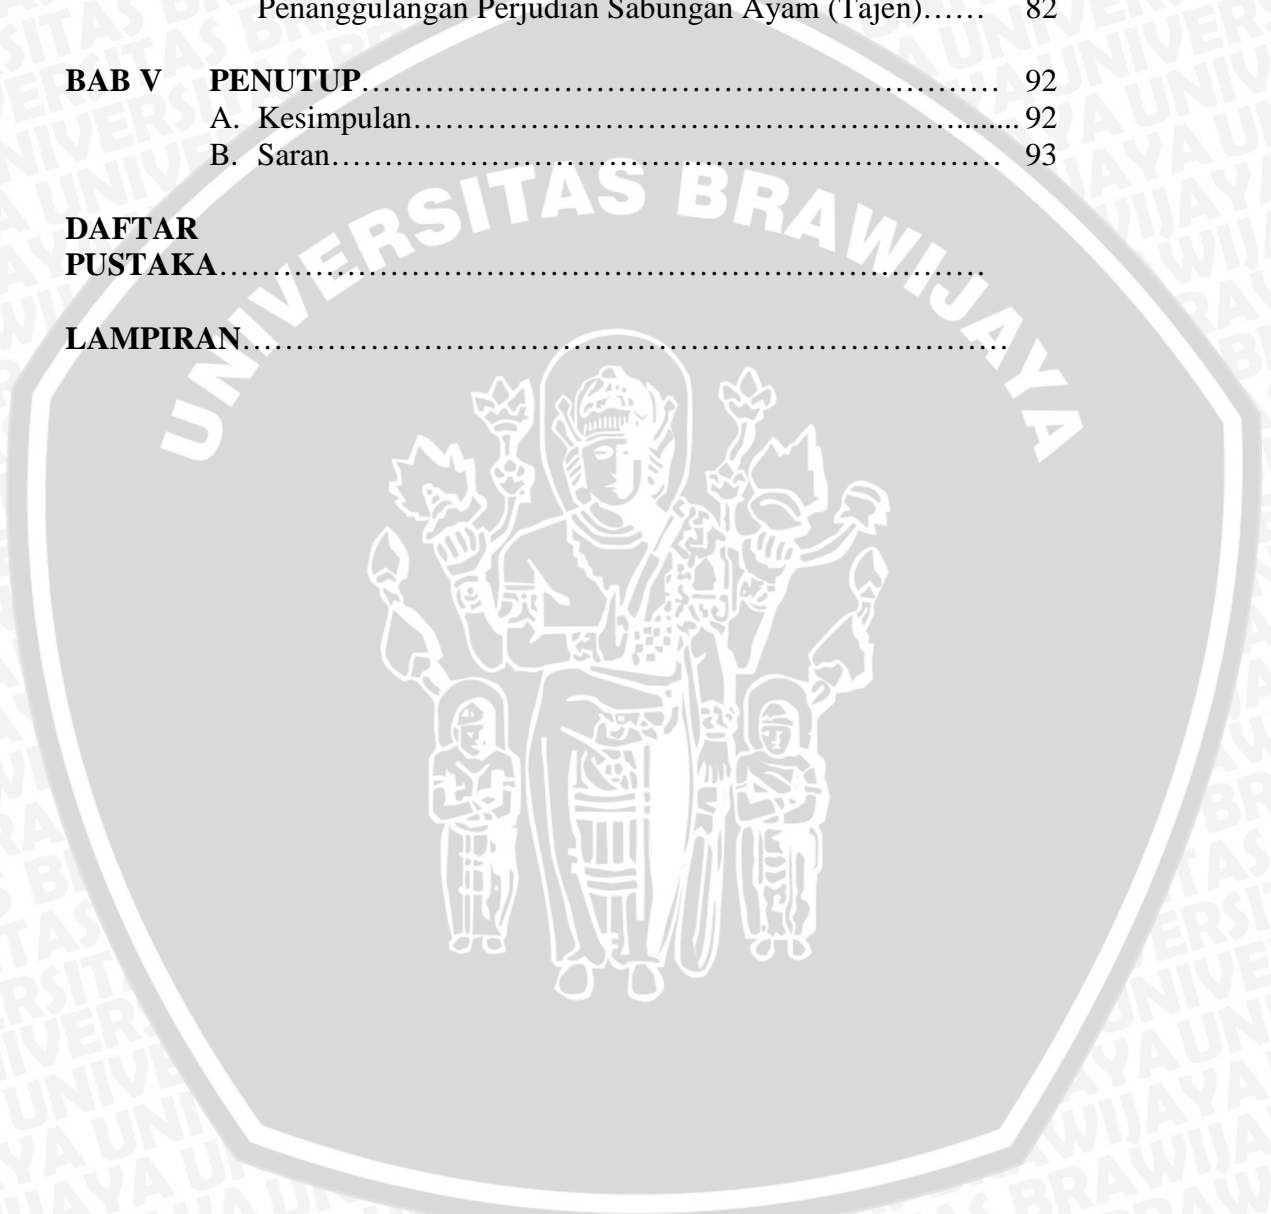 Penanggulangan Perjudian Sabungan Ayam (Tajen)…… 82
BAB V PENUTUP…………………………………………………… 92
A. Kesimpulan……………………………………………........ 92
B. Saran……………………………………………………… 93
DAFTAR
PUSTAKA………………………………………………………………
LAMPIRAN………………………………………………………………
UNIVERSITAS BRAWIJAYA